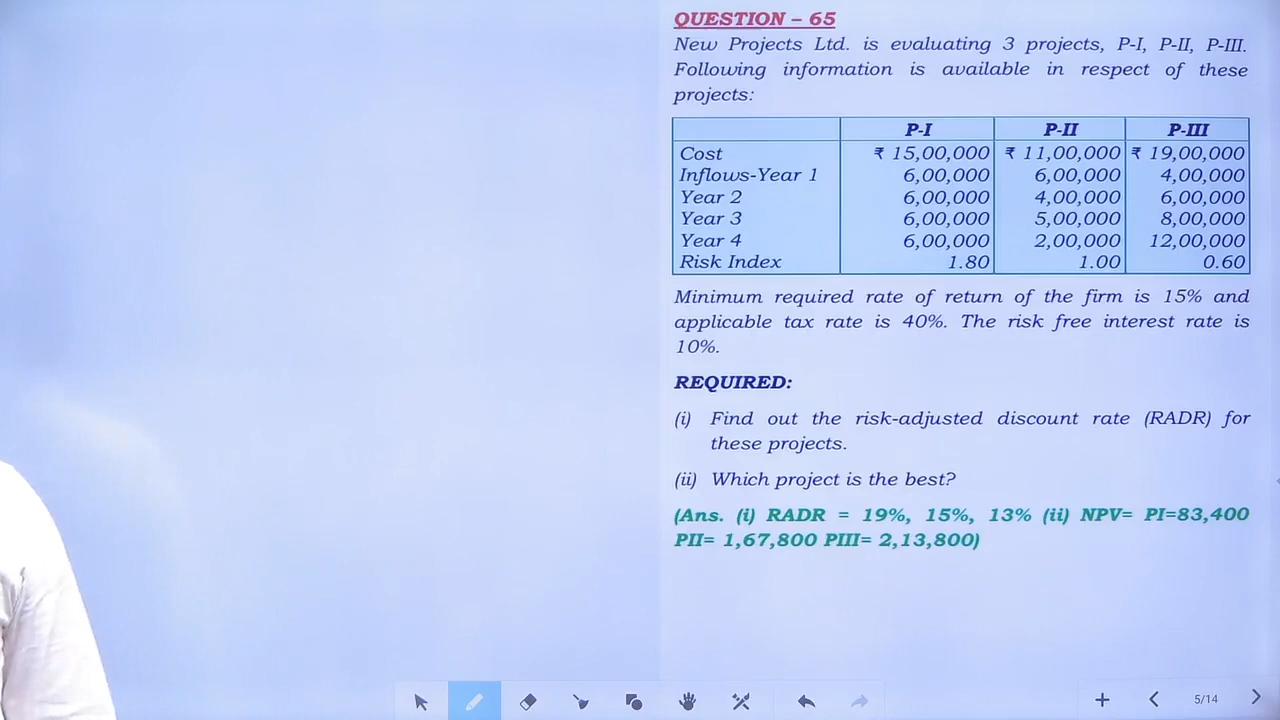 QUESTION – 65
New Projects Ltd. is evaluating 3 projects, P-I, P-II, P-III.
Following information is available in respect of these
projects:
P-I P-II P-III
Cost ₹ 15,00,000 ₹ 11,00,000 ₹ 19,00,000
Inflows-Year 1 6,00,000 6,00,000 4,00,000
Year 2 6,00,000 4,00,000 6,00,000
Year 3 6,00,000 5,00,000 8,00,000
Year 4 6,00,000 2,00,000 12,00,000
Risk Index 1.80 1.00 0.60
Minimum required rate of return of the firm is 15% and
applicable tax rate is 40%. The risk free interest rate is
10%.
REQUIRED:
(i) Find out the risk-adjusted discount rate (RADR) for
these projects.
(ii) Which project is the best?
(Ans. (i) RADR = 19%, 15%, 13% (ii) NPV= PI=83,400
PII= 1,67,800 PIII= 2,13,800)
5/14